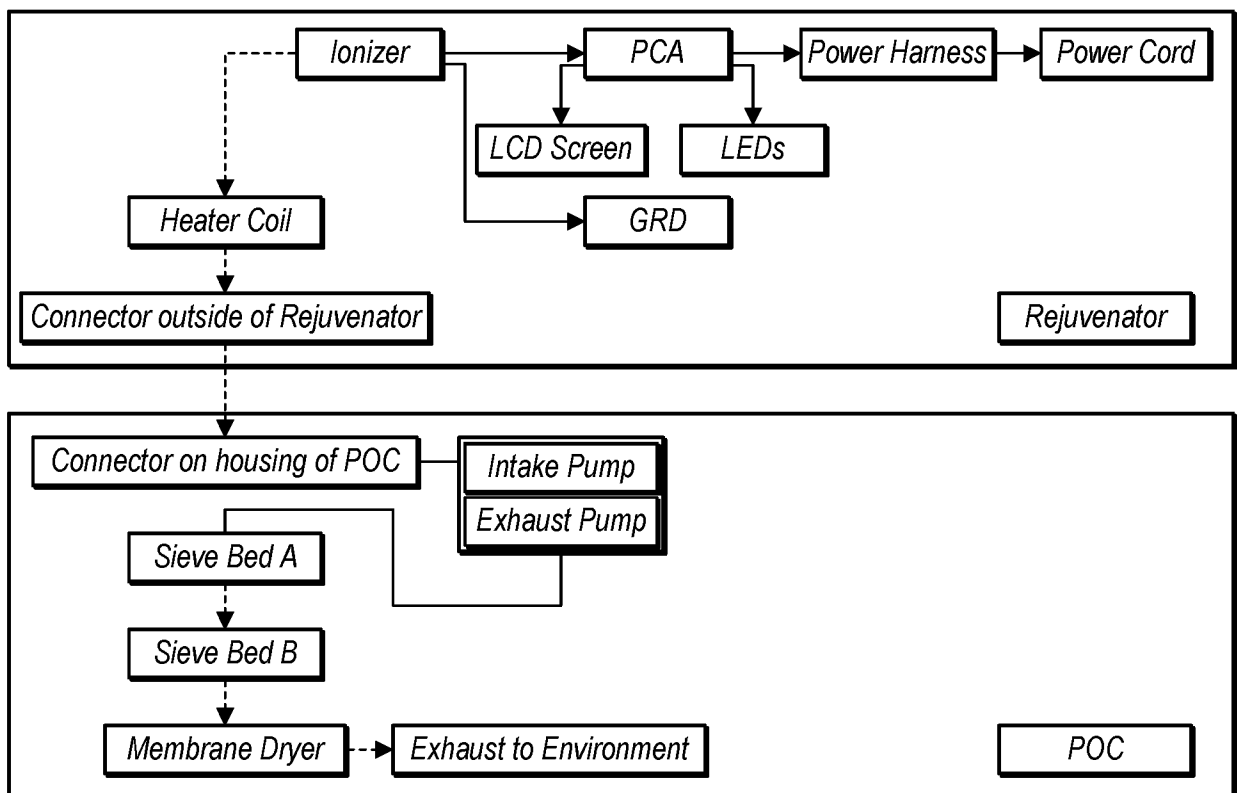 Ionizer
PCA
Power Harness
Power Cord
LCD Screen
LEDs
Heater Coil
GRD
Connector outside of Rejuvenator
Rejuvenator
Connector on housing of POC
Intake Pump
Exhaust Pump
Sieve Bed A
Sieve Bed B
Membrane Dryer
Exhaust to Environment
POC